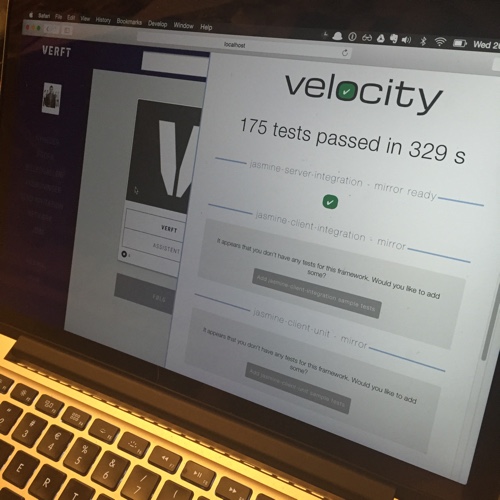 Safari File Edit View History Bookmarks Develop Window Help
Wed 20
localhost
VERFT
velocity
175 tests passed in 329 s
jasmine-server-integration - mirror ready
jasmine-client-integration - mirror
It appears that you don't have any tests for this framework. Would you like to add
some?
Add jasmine-client-integration sample tests
jasmine-client-unit - mirror
It appears that you don't have any tests for this framework. Would you like to add
some?
Add jasmine-client-unit sample tests
VERFT
ASSISTENT